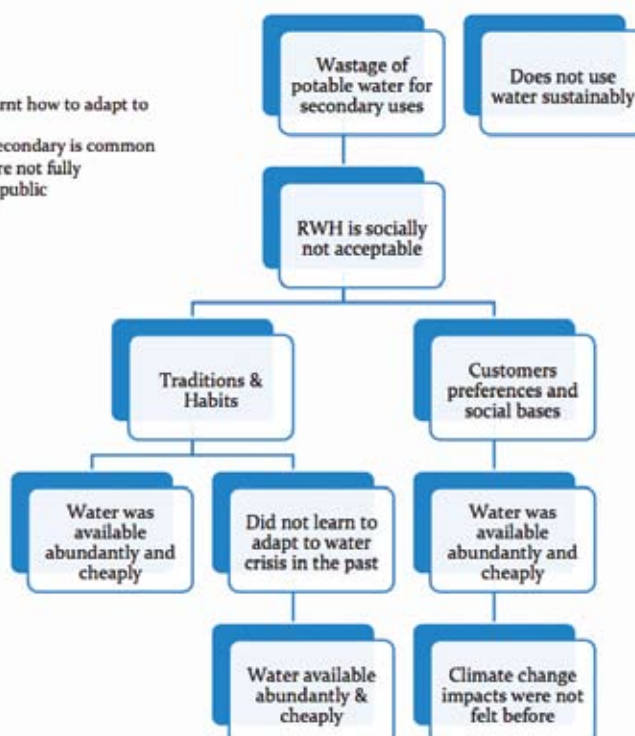 rnt how to adapt to
econdary is common
re not fully
public
Wastage of
potable water for
secondary uses
Does not use
water sustainably
RWH is socially
not acceptable
Traditions &
Habits
Customers
preferences and
social bases
Water was
available
abundantly and
cheaply
Did not learn to
adapt to water
crisis in the past
Water was
available
abundantly and
cheaply
Water available
abundantly &
cheaply
Climate change
impacts were not
felt before